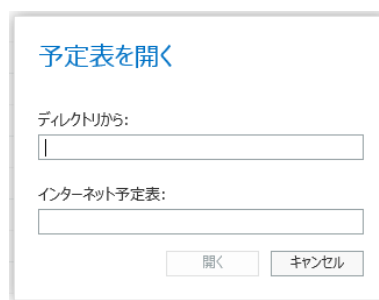 予定表を開く
ディレクトリから:
インターネット予定表:
開く キャンセル